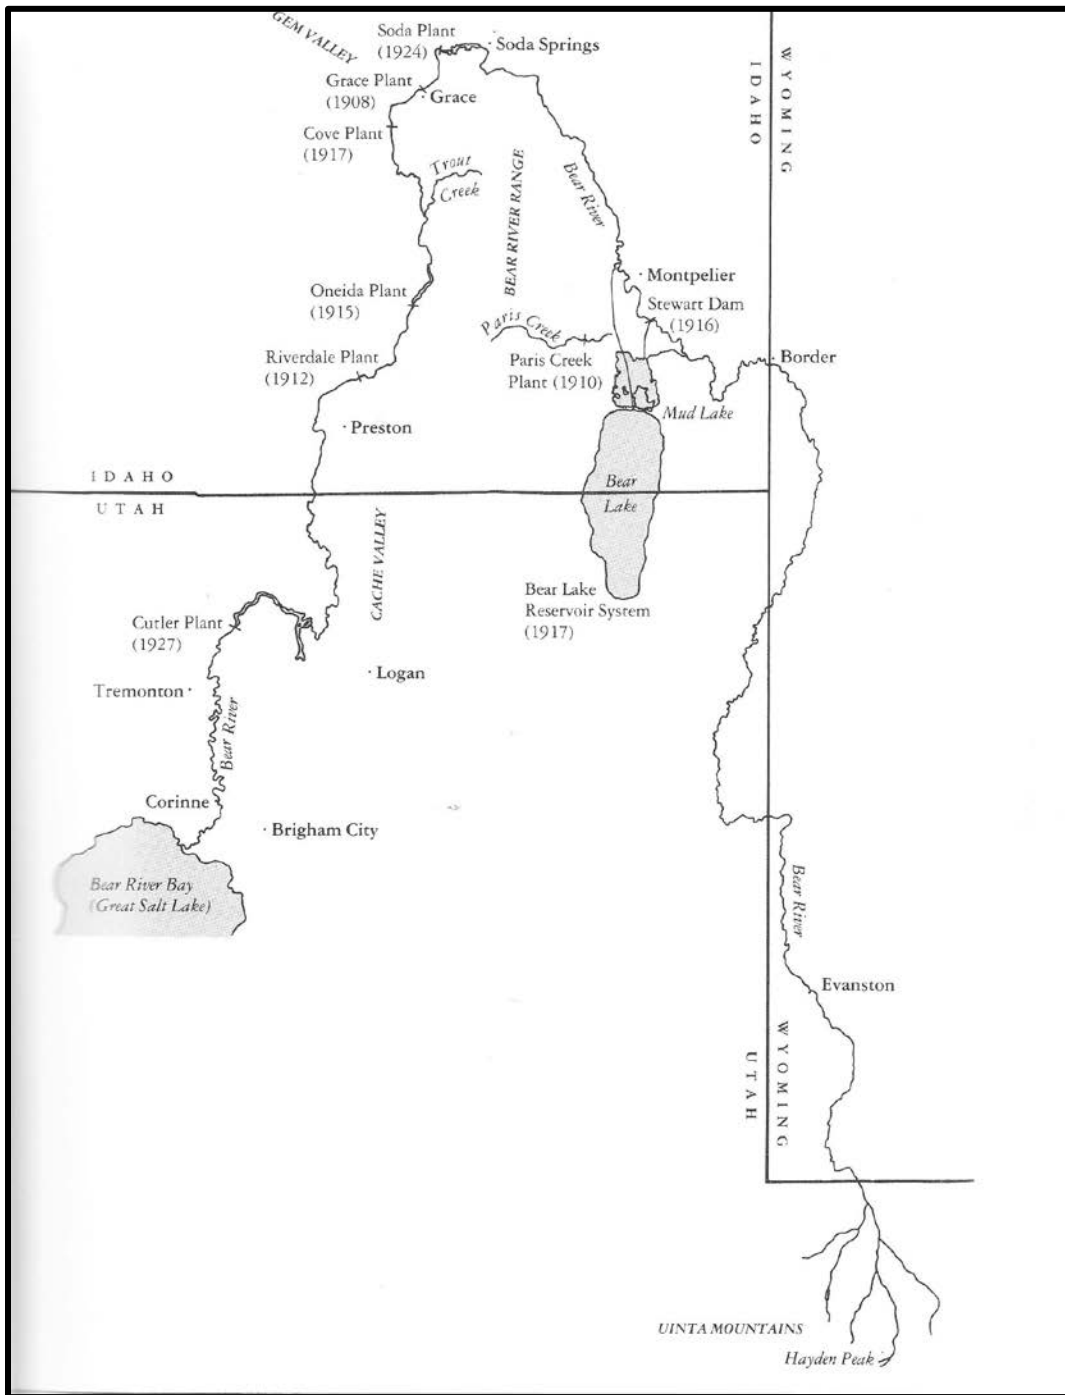 GEM VALLEY
Soda Plant
(1924)
Soda Springs
Grace Plant
(1908)
Grace
Cove Plant
(1917)
Trout
Creek
BEAR RIVER RANGE
Bear River
IDAHO
WYOMING
Montpelier
Stewart Dam
(1916)
Oneida Plant
(1915)
Paris Creek
Riverdale Plant
(1912)
Paris Creek
Plant (1910)
Border
Mud Lake
Preston
IDAHO
UTAH
Bear
Lake
CACHE VALLEY
Bear Lake
Reservoir System
(1917)
Cutler Plant
(1927)
Logan
Tremonton
Bear River
Corinne
Brigham City
Bear River Bay
(Great Salt Lake)
Bear River
Evanston
UTAH
WYOMING
UINTA MOUNTAINS
Hayden Peak